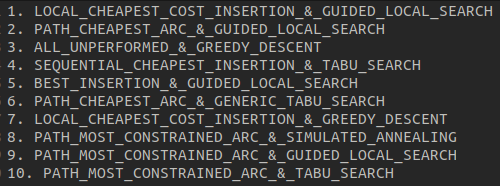 1. LOCAL_CHEAPEST_COST_INSERTION_&_GUIDED_LOCAL_SEARCH
2. PATH_CHEAPEST_ARC_&_GUIDED_LOCAL_SEARCH
3. ALL_UNPERFORMED_&_GREEDY_DESCENT
4. SEQUENTIAL_CHEAPEST_INSERTION_&_TABU_SEARCH
5. BEST_INSERTION_&_GUIDED_LOCAL_SEARCH
6. PATH_CHEAPEST_ARC_&_GENERIC_TABU_SEARCH
7. LOCAL_CHEAPEST_COST_INSERTION_&_GREEDY_DESCENT
8. PATH_MOST_CONSTRAINED_ARC_&_SIMULATED_ANNEALING
9. PATH_MOST_CONSTRAINED_ARC_&_GUIDED_LOCAL_SEARCH
10. PATH_MOST_CONSTRAINED_ARC_&_TABU_SEARCH